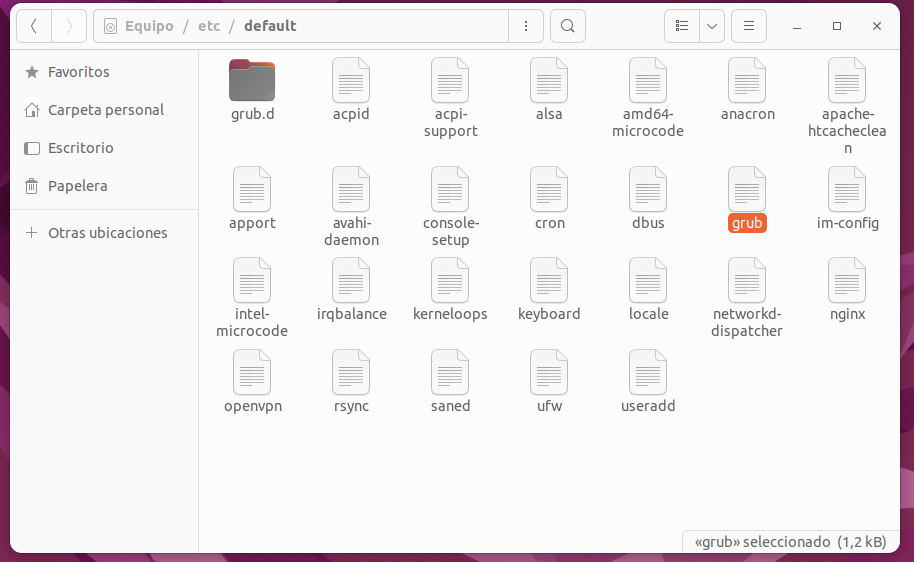 Equipo / etc / default
Favoritos
Carpeta personal
Escritorio
Papelera
Otras ubicaciones
grub.d
acpid
acpi-
support
alsa
amd64-
microcode
anacron
apache-
htcacheclea
n
apport
avahi-
daemon
console-
setup
cron
dbus
grub
im-config
intel-
microcode
irqbalance
kerneloops
keyboard
locale
networkd-
dispatcher
nginx
openvpn
rsync
saned
ufw
useradd
«grub» seleccionado (1,2 kB)